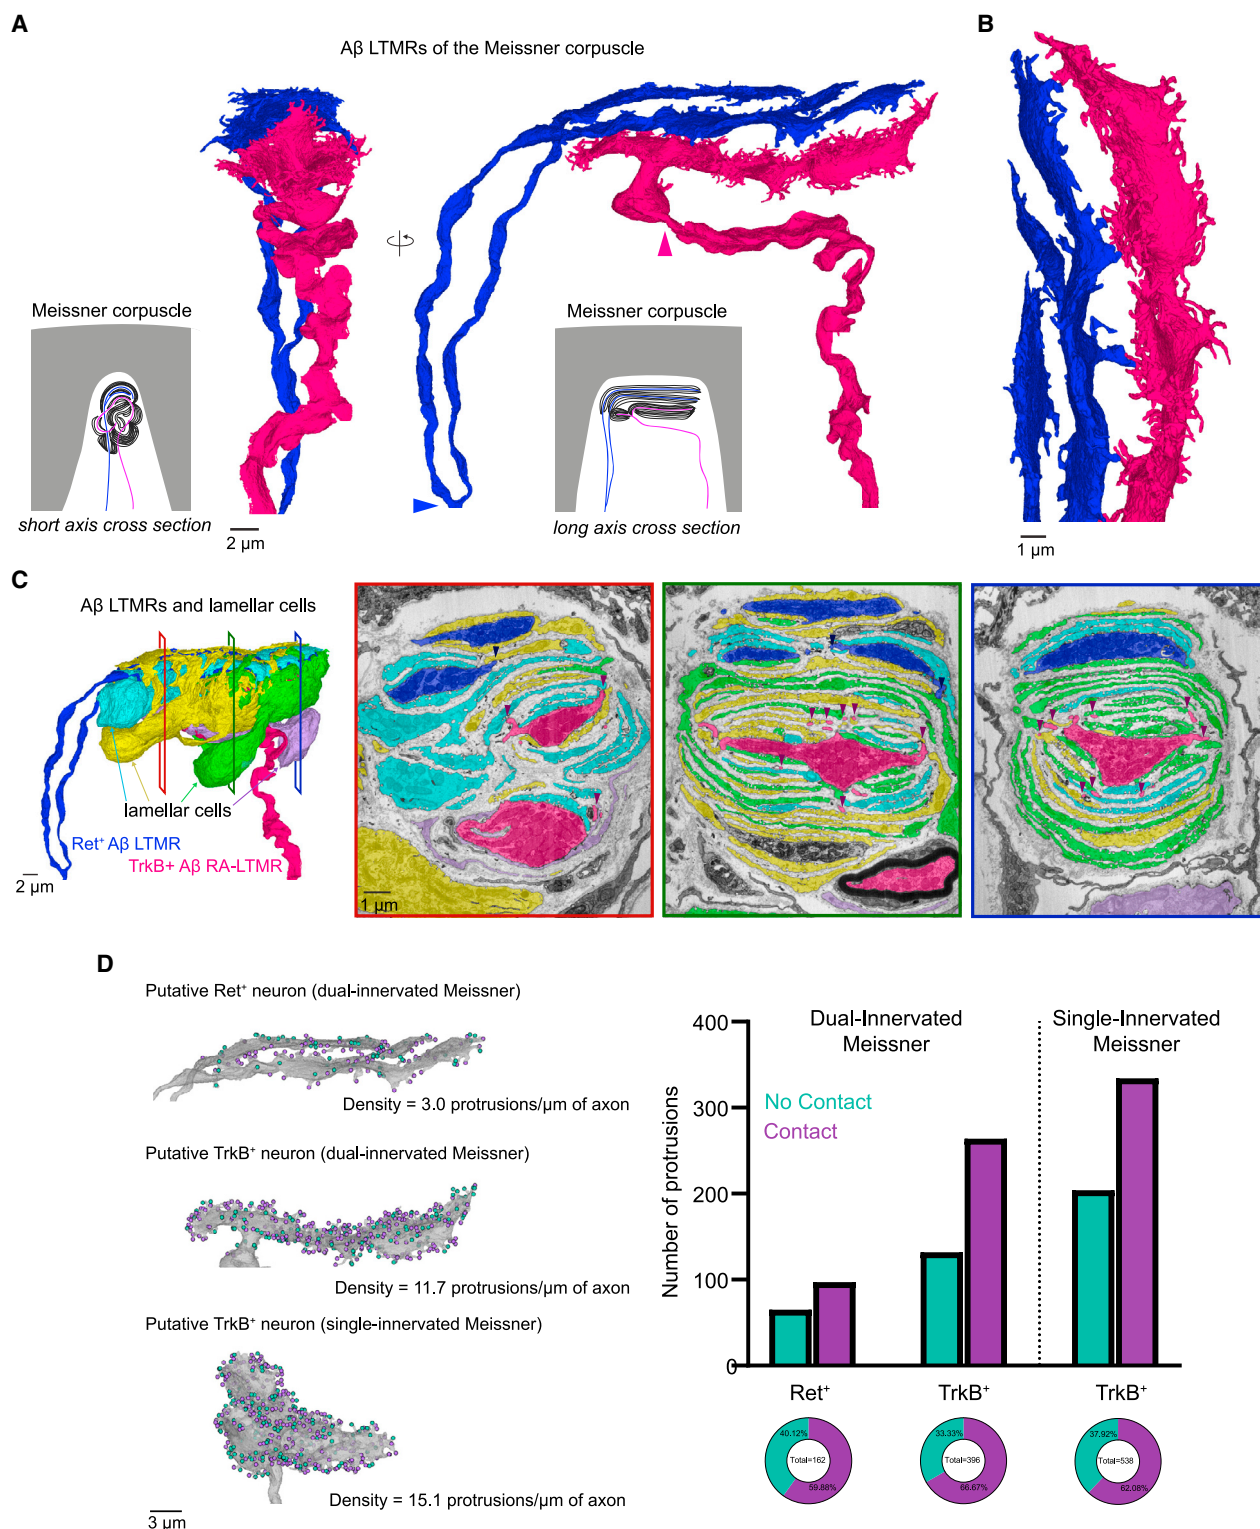 A
B
Aβ LTMRs of the Meissner corpuscle
Meissner corpuscle
Meissner corpuscle
short axis cross section
2 µm
long axis cross section
1 µm
C
Aβ LTMRs and lamellar cells
lamellar cells
Ret⁺ Aβ LTMR
TrkB+ Aβ RA-LTMR
2 µm
1 µm
D
Putative Ret⁺ neuron (dual-innervated Meissner)
Density = 3.0 protrusions/µm of axon
Putative TrkB⁺ neuron (dual-innervated Meissner)
Density = 11.7 protrusions/µm of axon
Putative TrkB⁺ neuron (single-innervated Meissner)
Density = 15.1 protrusions/µm of axon
3 µm
Dual-Innervated
Meissner
Single-Innervated
Meissner
No Contact
Contact
Number of protrusions
400
300
200
100
0
Ret⁺
TrkB⁺
TrkB⁺
40.12%
Total=162
59.88%
33.33%
Total=396
66.67%
37.92%
Total=538
62.08%